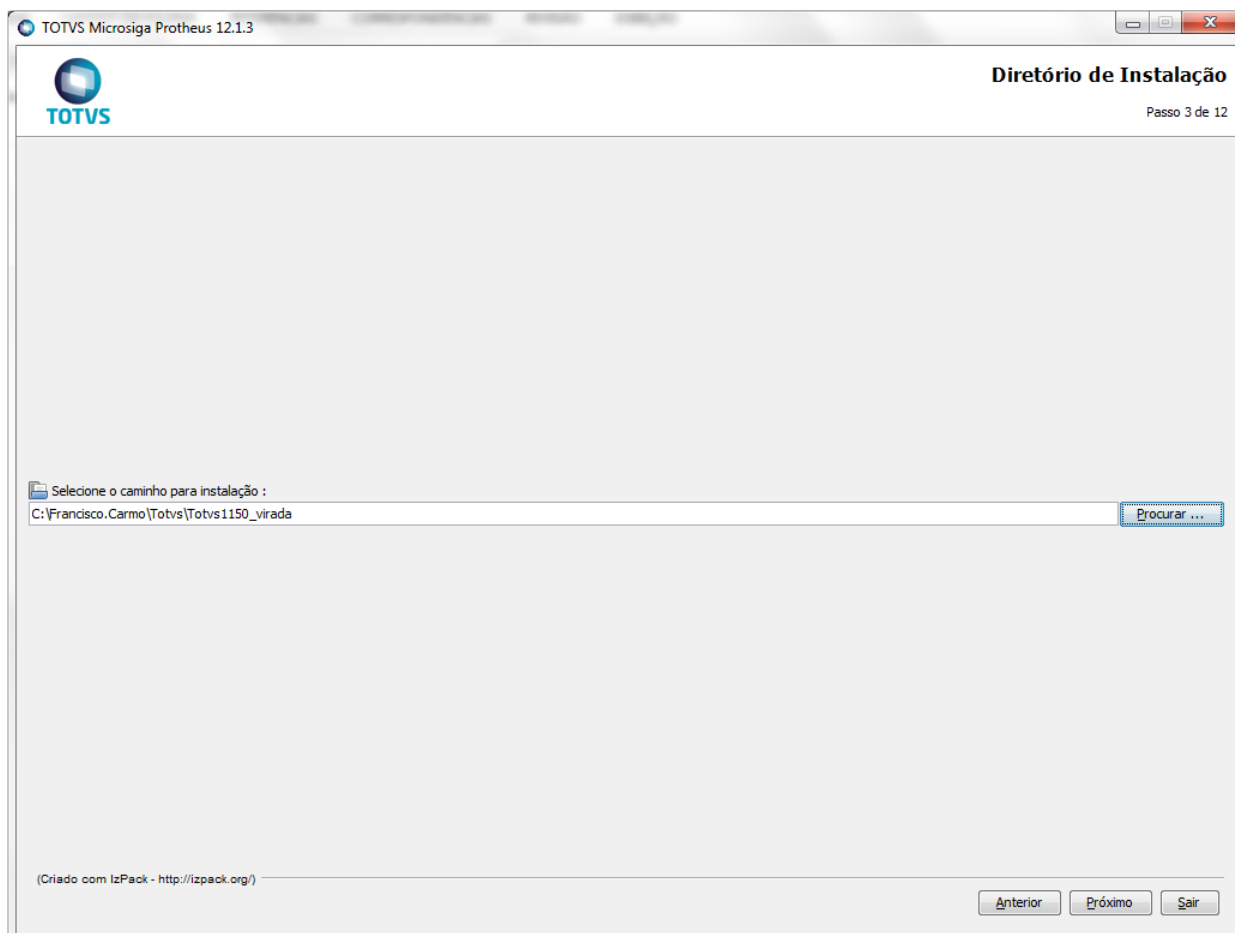 TOTVS Microsiga Protheus 12.1.3
TOTVS
Diretório de Instalação
Passo 3 de 12
Selecione o caminho para instalação :
C:\Francisco.Carmo\Totvs\Totvs1150_virada
Procurar ...
(Criado com IzPack - http://izpack.org/)
Anterior
Próximo
Sair